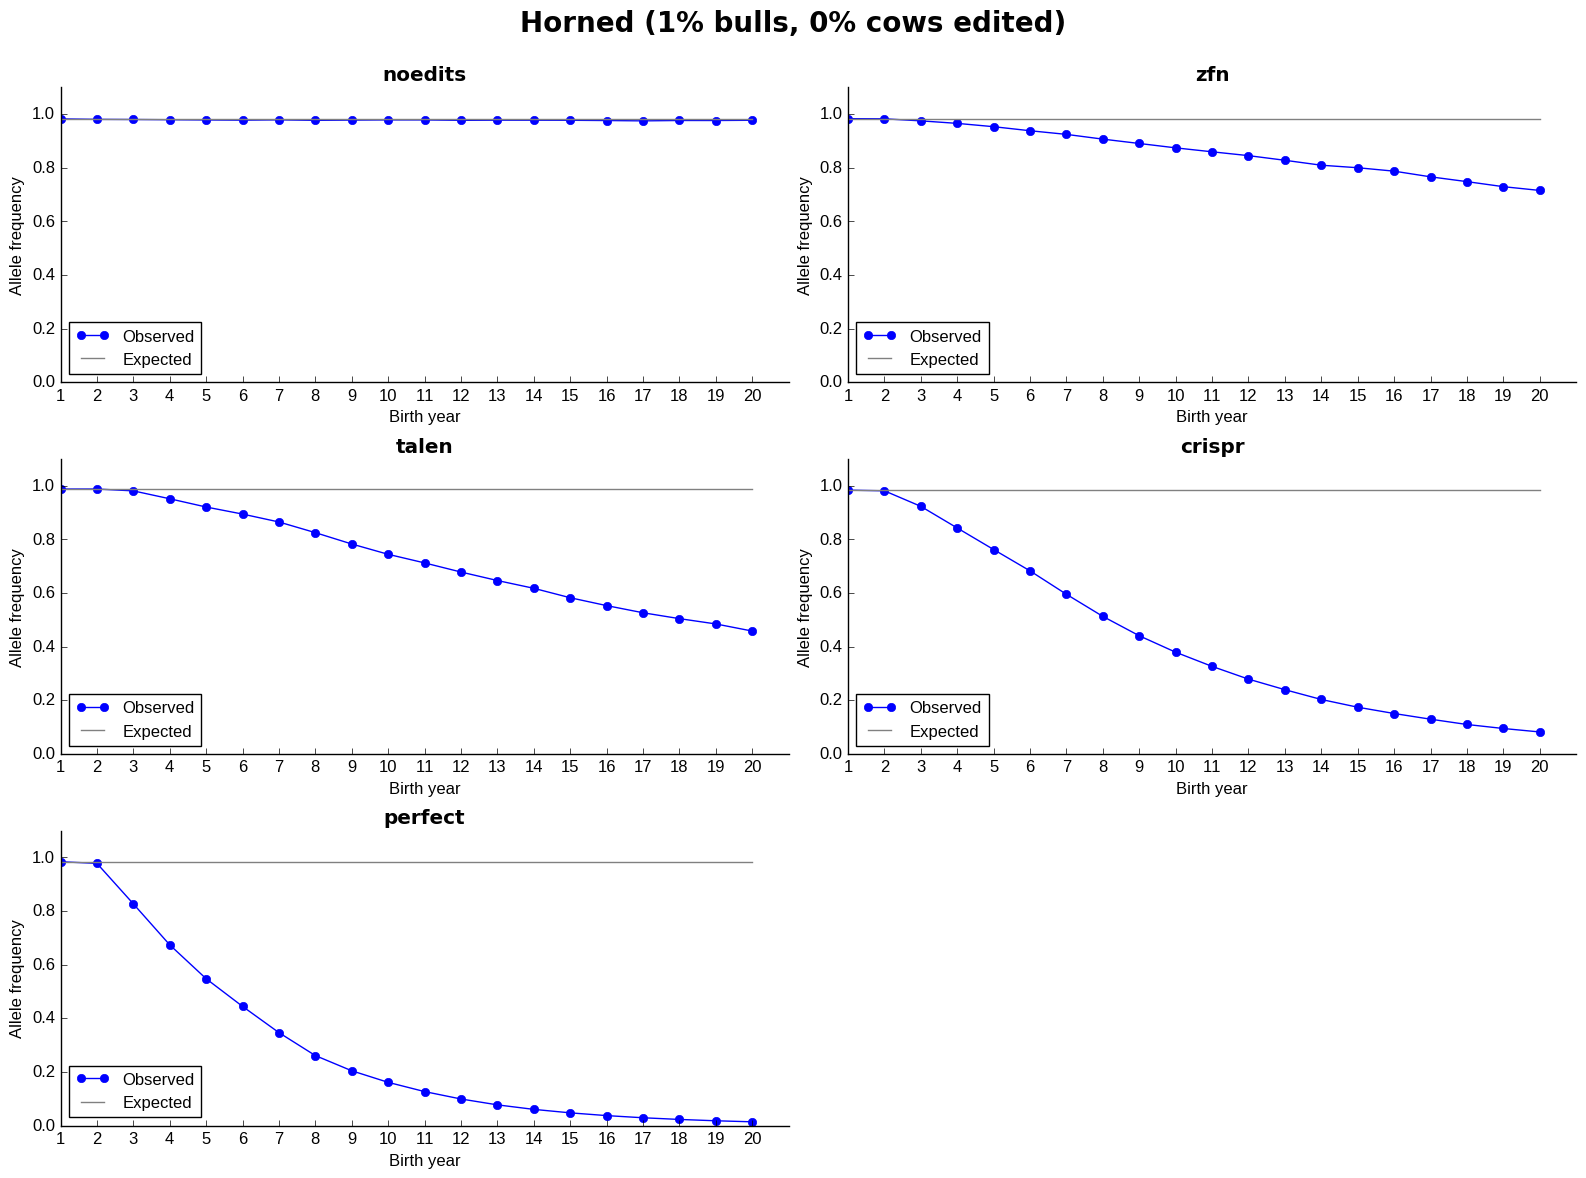 Horned (1% bulls, 0% cows edited)
noedits
Allele frequency
1.0
0.8
0.6
0.4
0.2
0.0
Observed
Expected
1 2 3 4 5 6 7 8 9 10 11 12 13 14 15 16 17 18 19 20
Birth year
zfn
Allele frequency
1.0
0.8
0.6
0.4
0.2
0.0
Observed
Expected
1 2 3 4 5 6 7 8 9 10 11 12 13 14 15 16 17 18 19 20
Birth year
talen
Allele frequency
1.0
0.8
0.6
0.4
0.2
0.0
Observed
Expected
1 2 3 4 5 6 7 8 9 10 11 12 13 14 15 16 17 18 19 20
Birth year
crispr
Allele frequency
1.0
0.8
0.6
0.4
0.2
0.0
Observed
Expected
1 2 3 4 5 6 7 8 9 10 11 12 13 14 15 16 17 18 19 20
Birth year
perfect
Allele frequency
1.0
0.8
0.6
0.4
0.2
0.0
Observed
Expected
1 2 3 4 5 6 7 8 9 10 11 12 13 14 15 16 17 18 19 20
Birth year